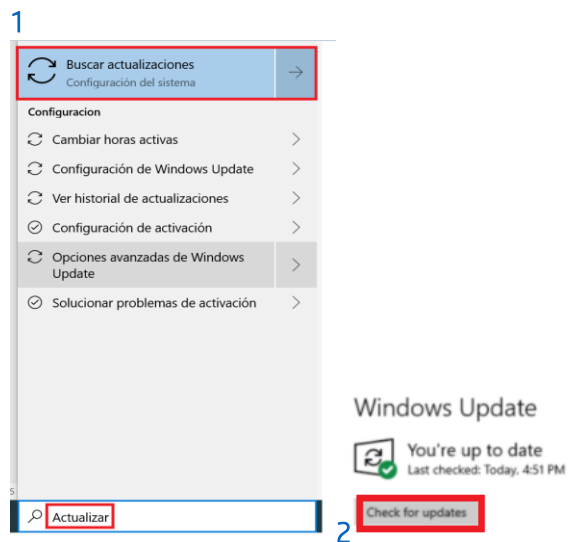 1
Buscar actualizaciones
Configuración del sistema
Configuracion
Cambiar horas activas
Configuración de Windows Update
Ver historial de actualizaciones
Configuración de activación
Opciones avanzadas de Windows
Update
Solucionar problemas de activación
5
Actualizar
2
Windows Update
You're up to date
Last checked: Today, 4:51 PM
Check for updates